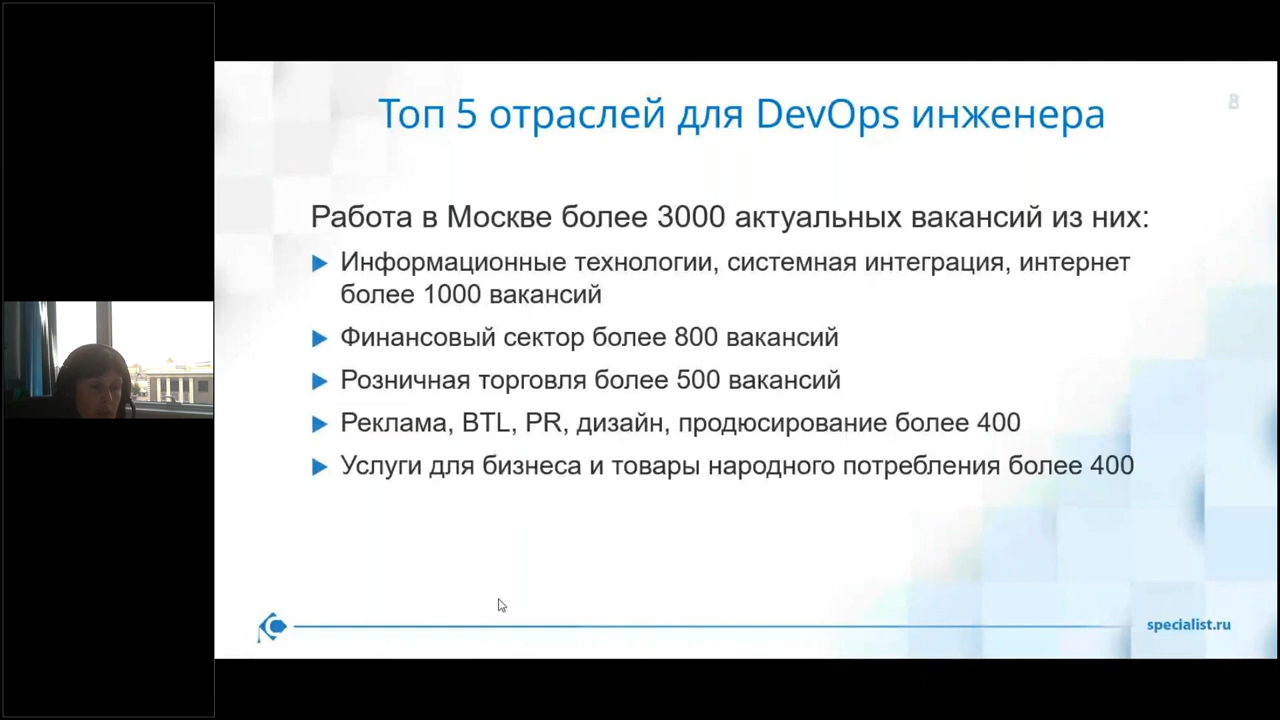 Топ 5 отраслей для DevOps инженера
8
Работа в Москве более 3000 актуальных вакансий из них:
Информационные технологии, системная интеграция, интернет
более 1000 вакансий
Финансовый сектор более 800 вакансий
Розничная торговля более 500 вакансий
Реклама, BTL, PR, дизайн, продюсирование более 400
Услуги для бизнеса и товары народного потребления более 400
specialist.ru